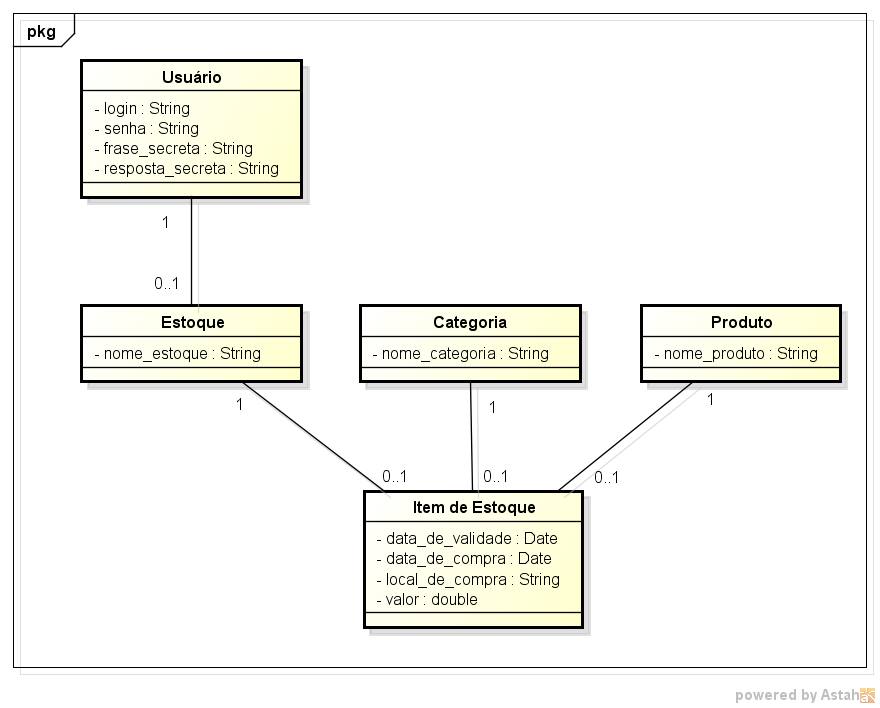 pkg
Usuário
- login : String
- senha : String
- frase_secreta : String
- resposta_secreta : String
1
0..1
Estoque
- nome_estoque : String
Categoria
- nome_categoria : String
Produto
- nome_produto : String
1
1
1
0..1
0..1
0..1
Item de Estoque
- data_de_validade : Date
- data_de_compra : Date
- local_de_compra : String
- valor : double
powered by Astah